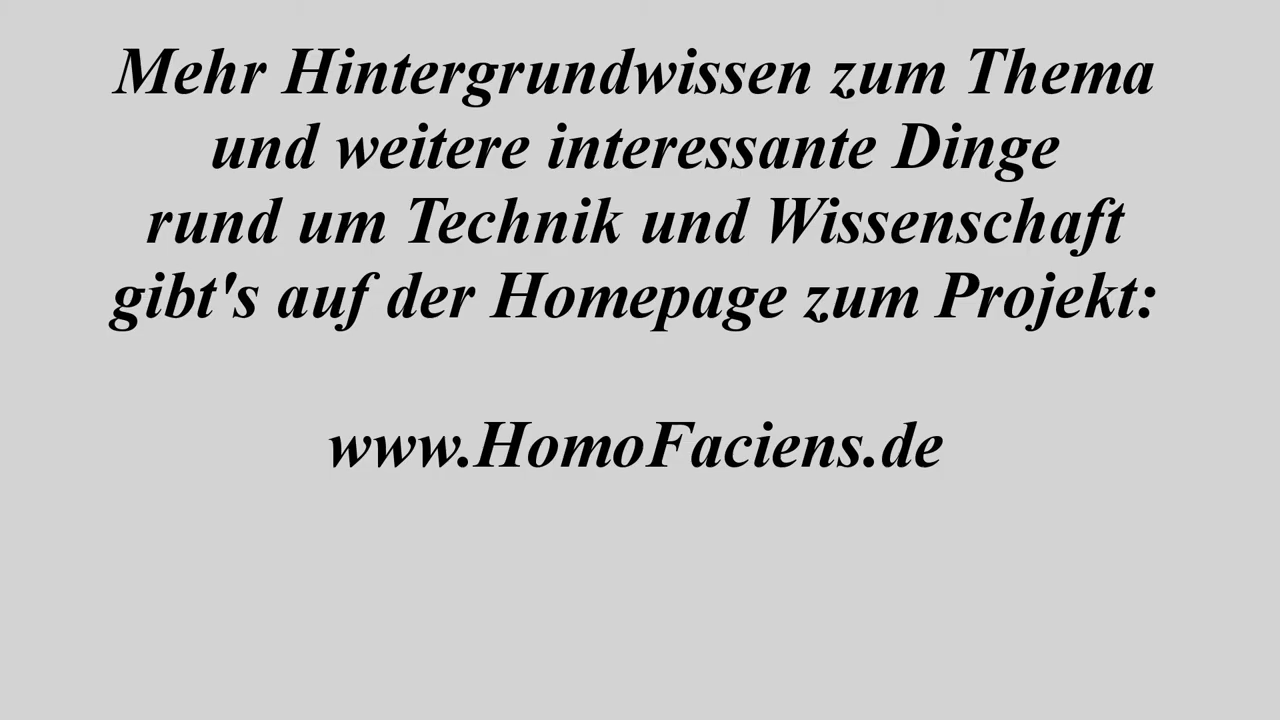 Mehr Hintergrundwissen zum Thema
und weitere interessante Dinge
rund um Technik und Wissenschaft
gibt's auf der Homepage zum Projekt:
www.HomoFaciens.de